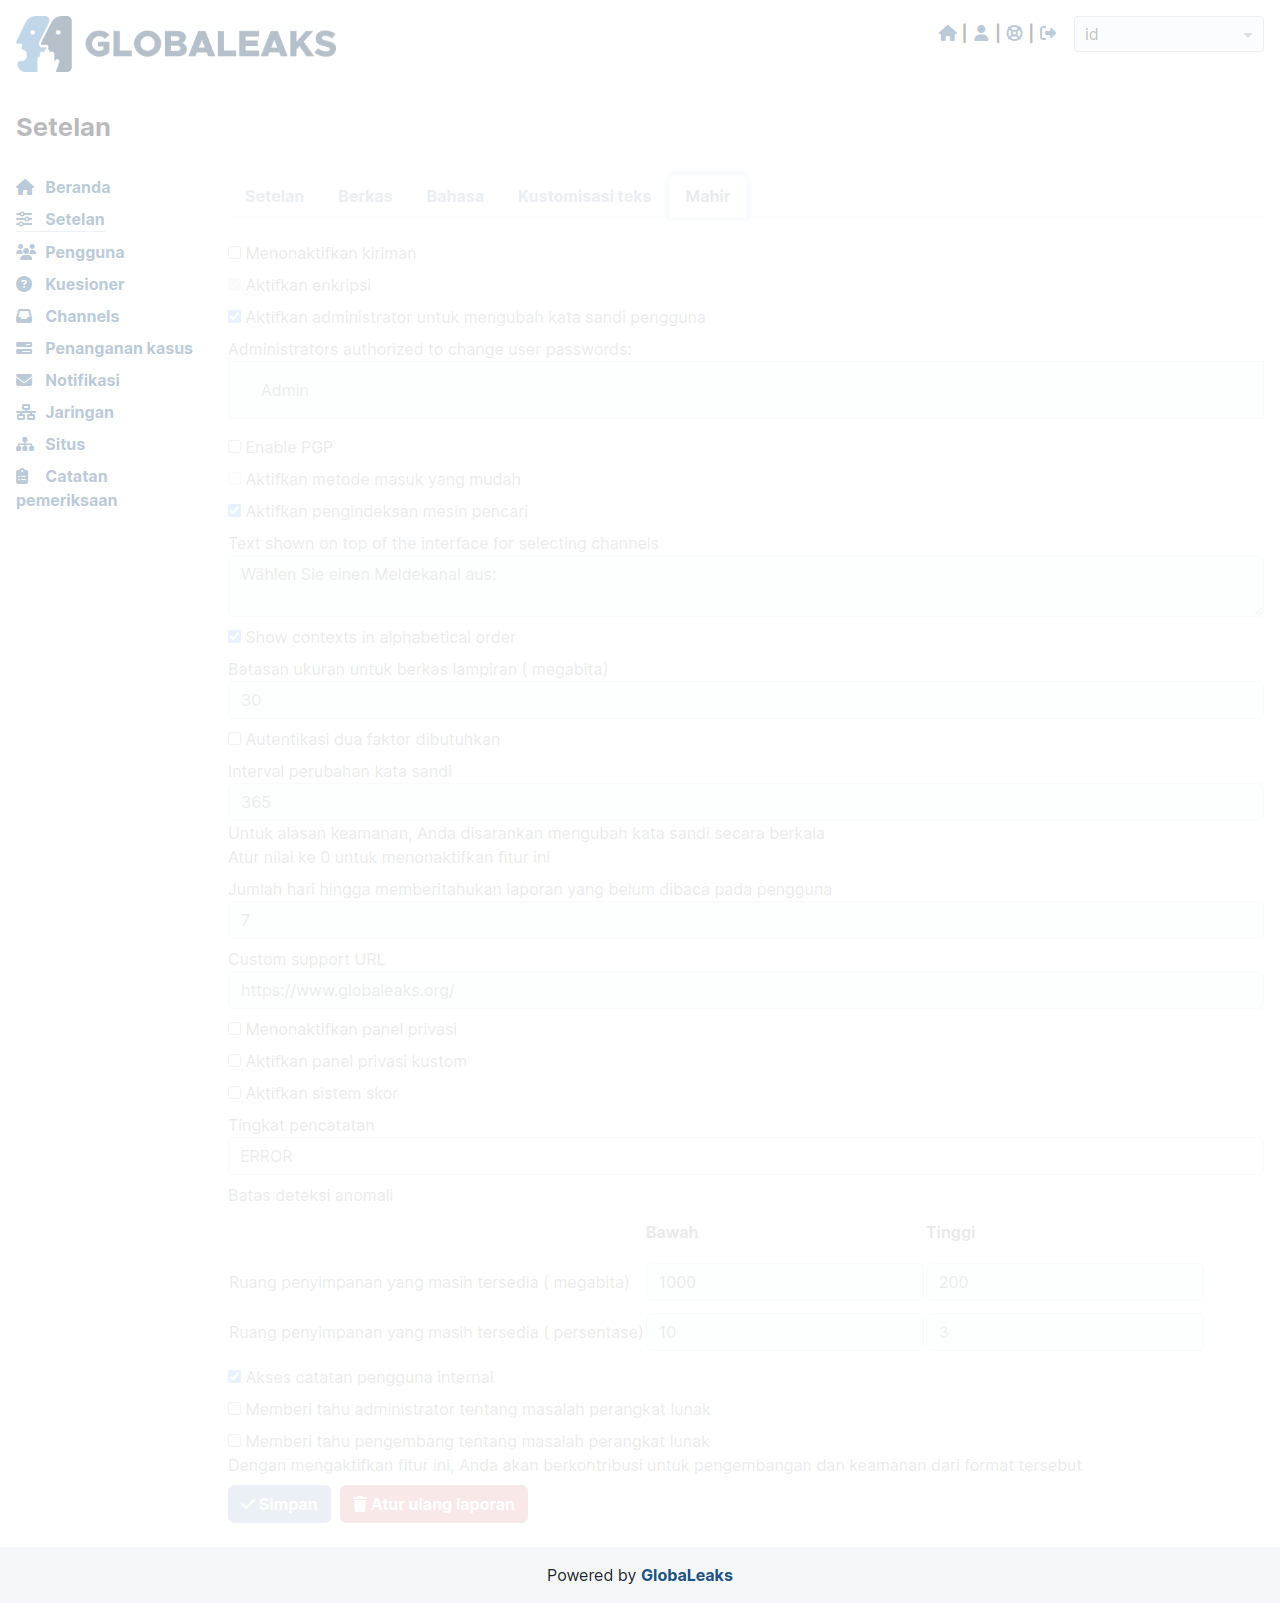 GLOBALEAKS
id
Setelan
Beranda
Setelan
Pengguna
Kuesioner
Channels
Penanganan kasus
Notifikasi
Jaringan
Situs
Catatan
pemeriksaan
Setelan Berkas Bahasa Kustomisasi teks Mahir
Menonaktifkan kiriman
Aktifkan enkripsi
Aktifkan administrator untuk mengubah kata sandi pengguna
Administrators authorized to change user passwords:
Admin
Enable PGP
Aktifkan metode masuk yang mudah
Aktifkan pengindeksan mesin pencari
Text shown on top of the interface for selecting channels
Wählen Sie einen Meldekanal aus:
Show contexts in alphabetical order
Batasan ukuran untuk berkas lampiran ( megabita)
30
Autentikasi dua faktor dibutuhkan
Interval perubahan kata sandi
365
Untuk alasan keamanan, Anda disarankan mengubah kata sandi secara berkala
Atur nilai ke 0 untuk menonaktifkan fitur ini
Jumlah hari hingga memberitahukan laporan yang belum dibaca pada pengguna
7
Custom support URL
https://www.globaleaks.org/
Menonaktifkan panel privasi
Aktifkan panel privasi kustom
Aktifkan sistem skor
Tingkat pencatatan
ERROR
Batas deteksi anomali
Bawah Tinggi
Ruang penyimpanan yang masih tersedia ( megabita) 1000 200
Ruang penyimpanan yang masih tersedia ( persentase) 10 3
Akses catatan pengguna internal
Memberi tahu administrator tentang masalah perangkat lunak
Memberi tahu pengembang tentang masalah perangkat lunak
Dengan mengaktifkan fitur ini, Anda akan berkontribusi untuk pengembangan dan keamanan dari format tersebut
Simpan Atur ulang laporan
Powered by GlobaLeaks